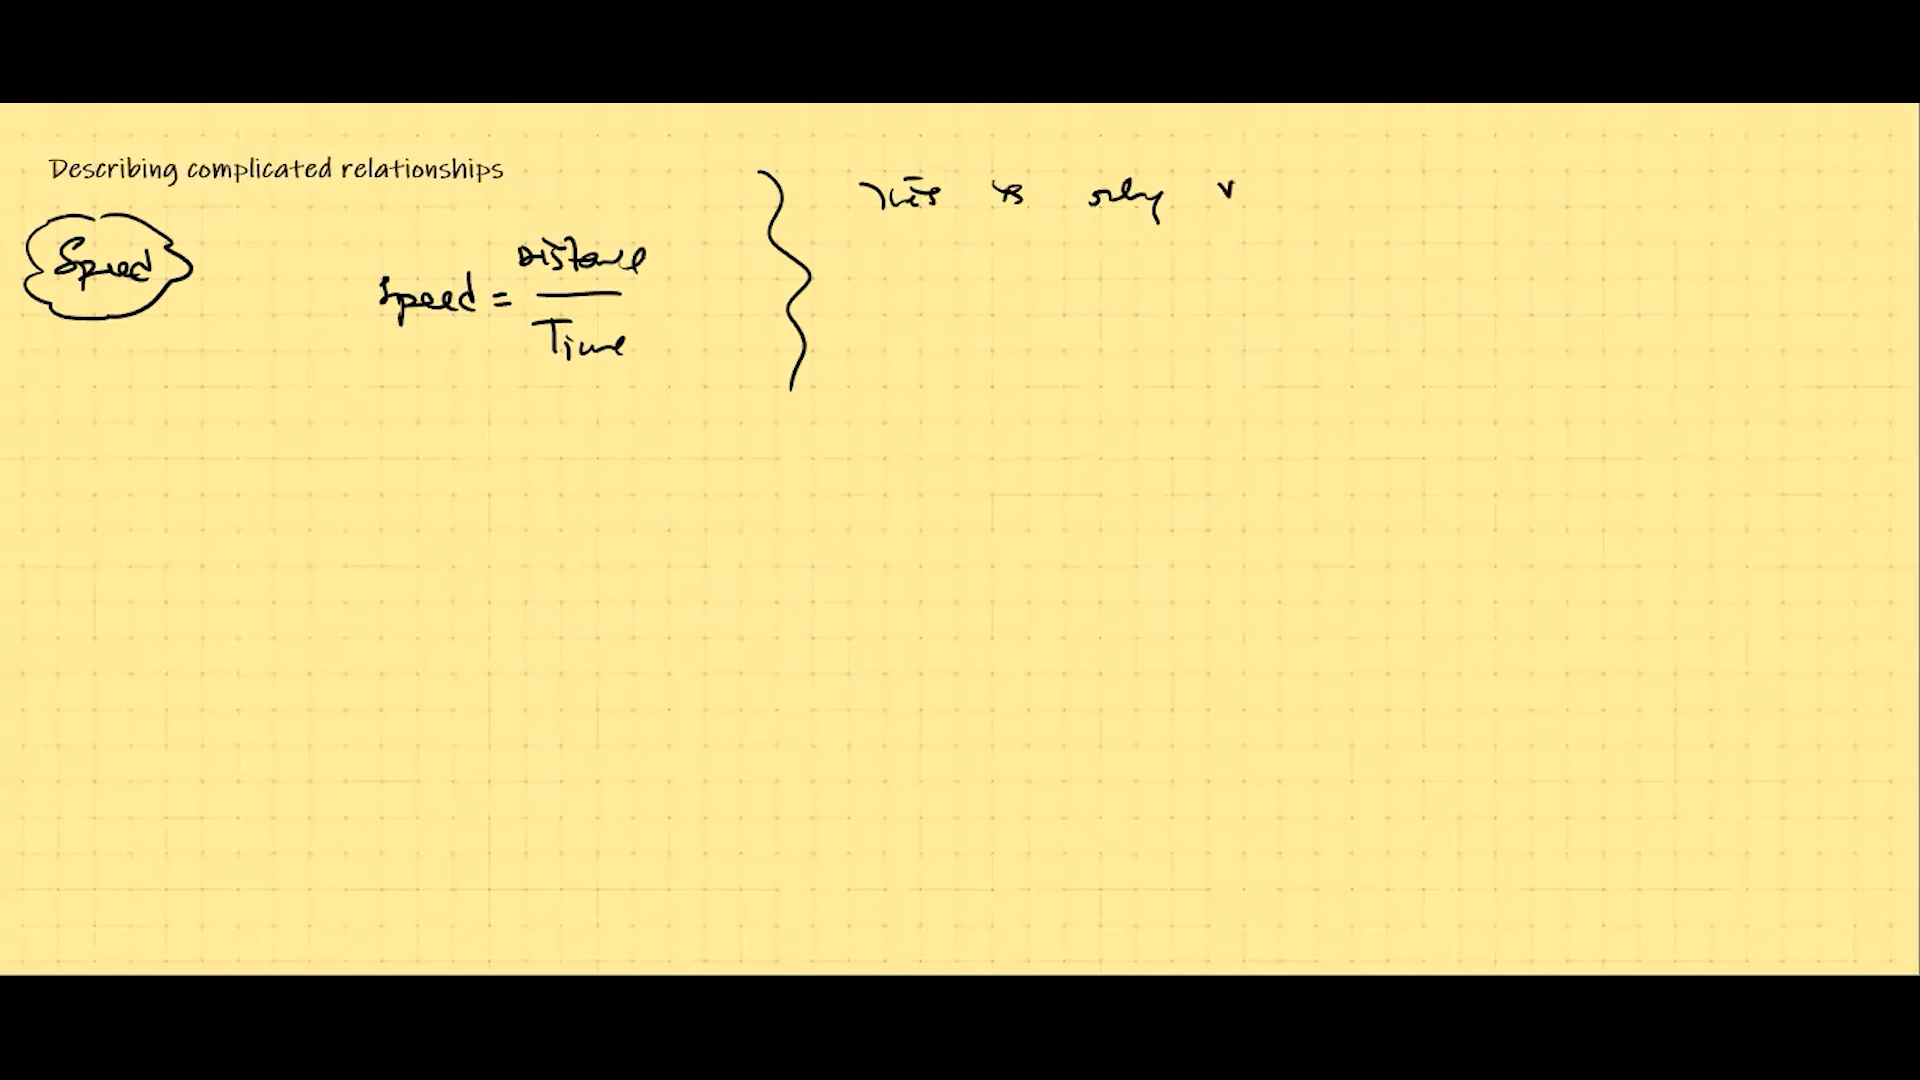 Describing complicated relationships
Speed
Speed = Distance / Time
This is only v